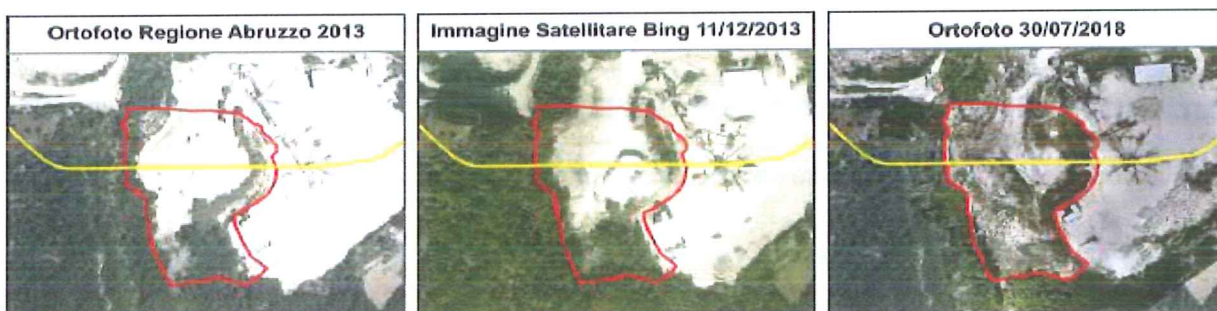 Ortofoto Regione Abruzzo 2013
Immagine Satellitare Bing 11/12/2013
Ortofoto 30/07/2018